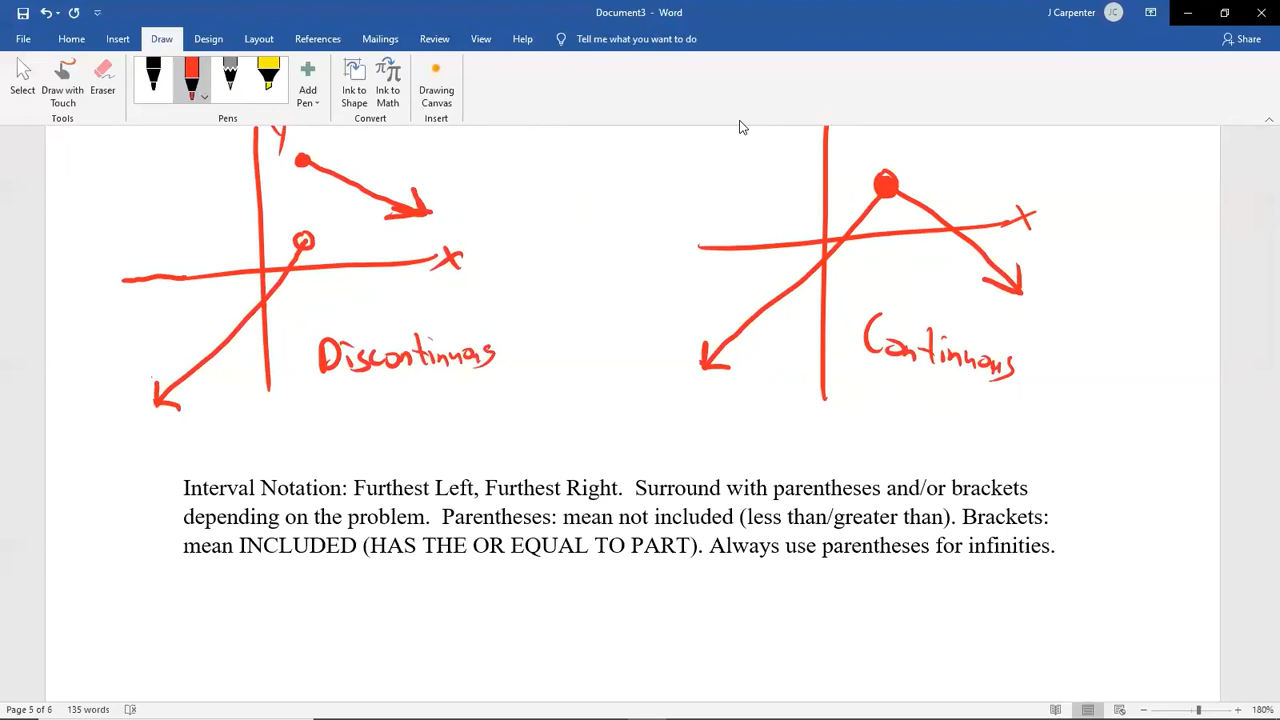 Document3 - Word
J Carpenter JC
File Home Insert Draw Design Layout References Mailings Review View Help Tell me what you want to do Share
Select Draw with Touch Eraser Add Pen Ink to Shape Ink to Math Drawing Canvas
Tools Pens Convert Insert
y
x
x
Discontinuous
Continuous
Interval Notation: Furthest Left, Furthest Right. Surround with parentheses and/or brackets
depending on the problem. Parentheses: mean not included (less than/greater than). Brackets:
mean INCLUDED (HAS THE OR EQUAL TO PART). Always use parentheses for infinities.
Page 5 of 6 135 words 180%